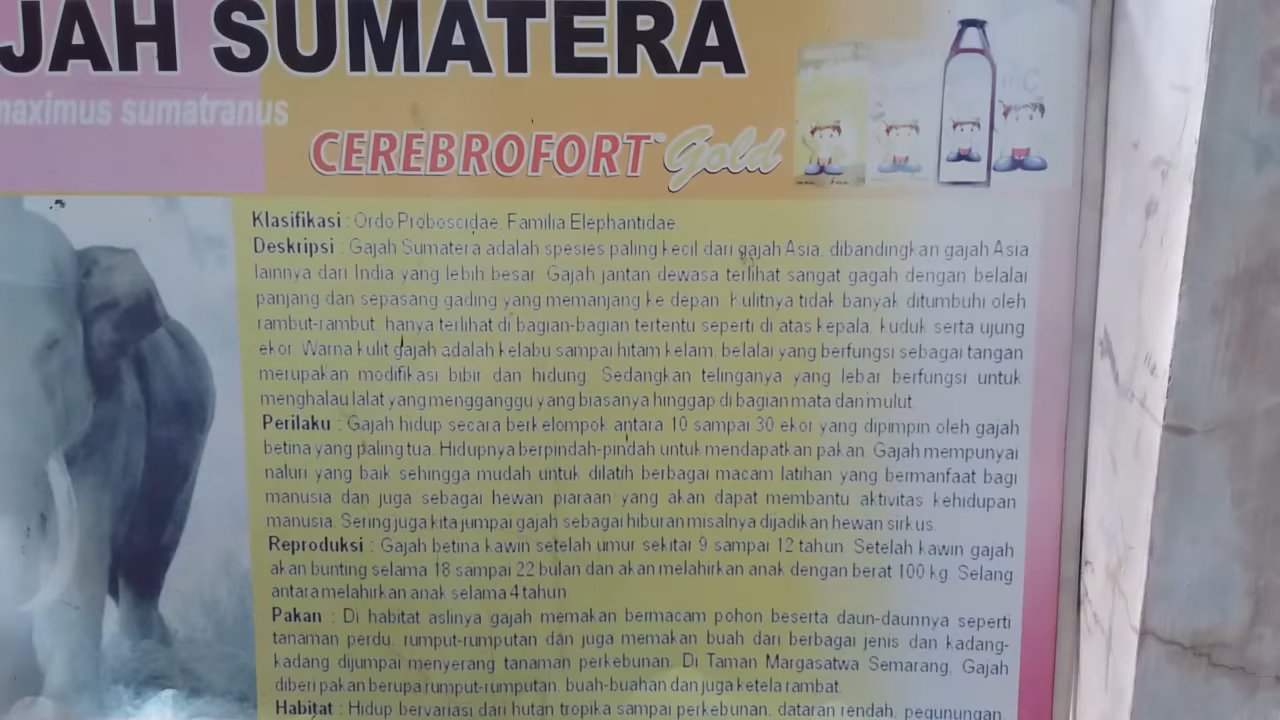 JAH SUMATERA
maximus sumatranus
CEREBROFORT Gold
Klasifikasi : Ordo Proboscidae, Familia Elephantidae.
Deskripsi : Gajah Sumatera adalah spesies paling kecil dari gajah Asia, dibandingkan gajah Asia
lainnya dari India yang lebih besar. Gajah jantan dewasa terlihat sangat gagah dengan belalai
panjang dan sepasang gading yang memanjang ke depan. Kulitnya tidak banyak ditumbuhi oleh
rambut-rambut, hanya terlihat di bagian-bagian tertentu seperti di atas kepala, kuduk serta ujung
ekor. Warna kulit gajah adalah kelabu sampai hitam kelam, belalai yang berfungsi sebagai tangan
merupakan modifikasi bibir dan hidung. Sedangkan telinganya yang lebar berfungsi untuk
menghalau lalat yang mengganggu yang biasanya hinggap di bagian mata dan mulut.
Perilaku : Gajah hidup secara berkelompok antara 10 sampai 30 ekor yang dipimpin oleh gajah
betina yang paling tua. Hidupnya berpindah-pindah untuk mendapatkan pakan. Gajah mempunyai
naluri yang baik sehingga mudah untuk dilatih berbagai macam latihan yang bermanfaat bagi
manusia dan juga sebagai hewan piaraan yang akan dapat membantu aktivitas kehidupan
manusia. Sering juga kita jumpai gajah sebagai hiburan misalnya dijadikan hewan sirkus.
Reproduksi : Gajah betina kawin setelah umur sekitar 9 sampai 12 tahun. Setelah kawin gajah
akan bunting selama 18 sampai 22 bulan dan akan melahirkan anak dengan berat 100 kg. Selang
antara melahirkan anak selama 4 tahun.
Pakan : Di habitat aslinya gajah memakan bermacam pohon beserta daun-daunnya seperti
tanaman perdu, rumput-rumputan dan juga memakan buah dari berbagai jenis dan kadang-
kadang dijumpai menyerang tanaman perkebunan. Di Taman Margasatwa Semarang, Gajah
diberi pakan berupa rumput-rumputan, buah-buahan dan juga ketela rambat.
Habitat : Hidup bervariasi dari hutan tropika sampai perkebunan, dataran rendah, pegunungan,